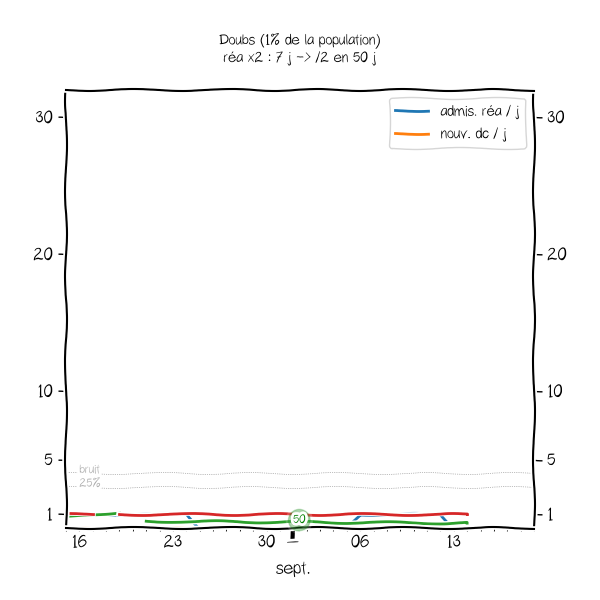 Doubs (1% de la population)
réa x2 : 7 j -> /2 en 50 j
admis. réa / j
nouv. dc / j
30
30
20
20
10
10
5
5
bruit
25%
1
1
50
16
23
30
06
13
sept.